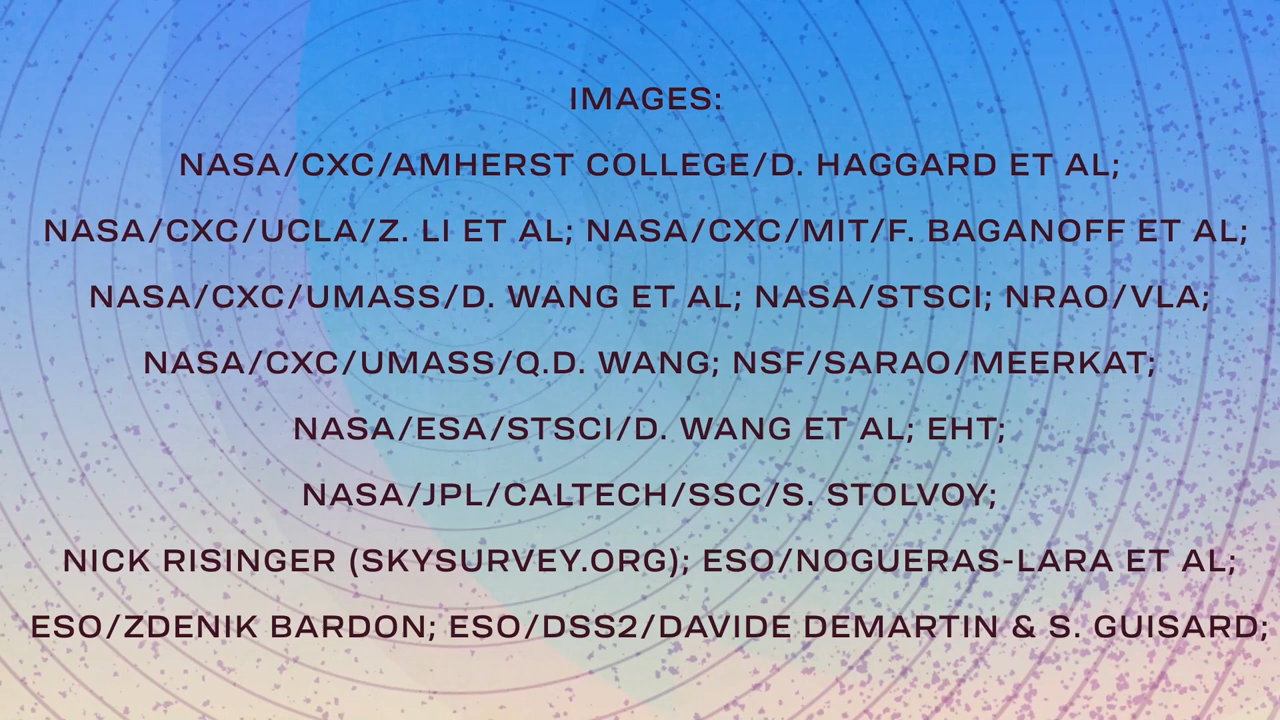 IMAGES:
NASA/CXC/AMHERST COLLEGE/D. HAGGARD ET AL;
NASA/CXC/UCLA/Z. LI ET AL; NASA/CXC/MIT/F. BAGANOFF ET AL;
NASA/CXC/UMASS/D. WANG ET AL; NASA/STSCI; NRAO/VLA;
NASA/CXC/UMASS/Q.D. WANG; NSF/SARAO/MEERKAT;
NASA/ESA/STSCI/D. WANG ET AL; EHT;
NASA/JPL/CALTECH/SSC/S. STOLVOY;
NICK RISINGER (SKYSURVEY.ORG); ESO/NOGUERAS-LARA ET AL;
ESO/ZDENIK BARDON; ESO/DSS2/DAVIDE DEMARTIN & S. GUISARD;